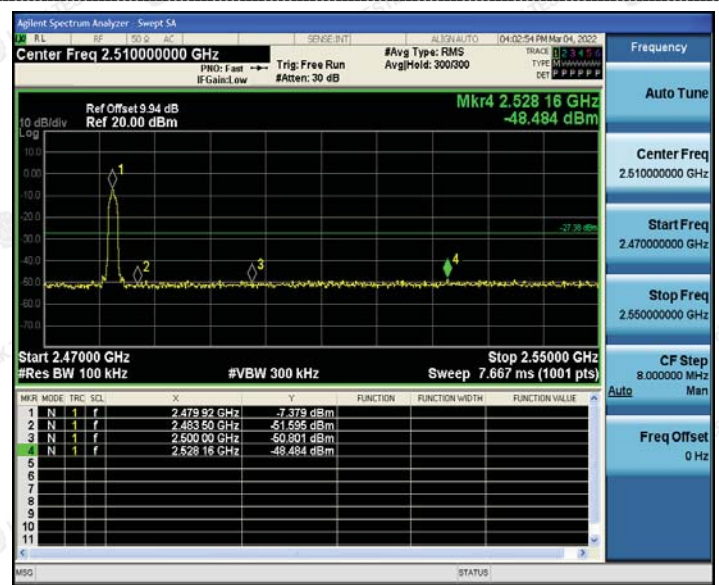 Agilent Spectrum Analyzer - Swept SA
RL RF 50 Ω AC SENSE:INT ALIGN AUTO 04:02:54 PM Mar 04, 2022
Center Freq 2.510000000 GHz
PNO: Fast
IFGain:Low
Trig: Free Run
#Atten: 30 dB
#Avg Type: RMS
Avg|Hold: 300/300
TRACE 1 2 3 4 5 6
TYPE M
DET P P P P P P
Ref Offset 9.94 dB
10 dB/div Ref 20.00 dBm
Log
Mkr4 2.528 16 GHz
-48.484 dBm
10.0
0.00
-10.0
-20.0
-30.0
-40.0
-50.0
-60.0
-70.0
1
2
3
4
-27.38 dBm
Start 2.47000 GHz Stop 2.55000 GHz
#Res BW 100 kHz #VBW 300 kHz Sweep 7.667 ms (1001 pts)
MKR MODE TRC SCL X Y FUNCTION FUNCTION WIDTH FUNCTION VALUE
1 N 1 f 2.479 92 GHz -7.379 dBm
2 N 1 f 2.483 50 GHz -51.595 dBm
3 N 1 f 2.500 00 GHz -50.801 dBm
4 N 1 f 2.528 16 GHz -48.484 dBm
5
6
7
8
9
10
11
MSG STATUS
Frequency
Auto Tune
Center Freq
2.510000000 GHz
Start Freq
2.470000000 GHz
Stop Freq
2.550000000 GHz
CF Step
8.000000 MHz
Auto Man
Freq Offset
0 Hz